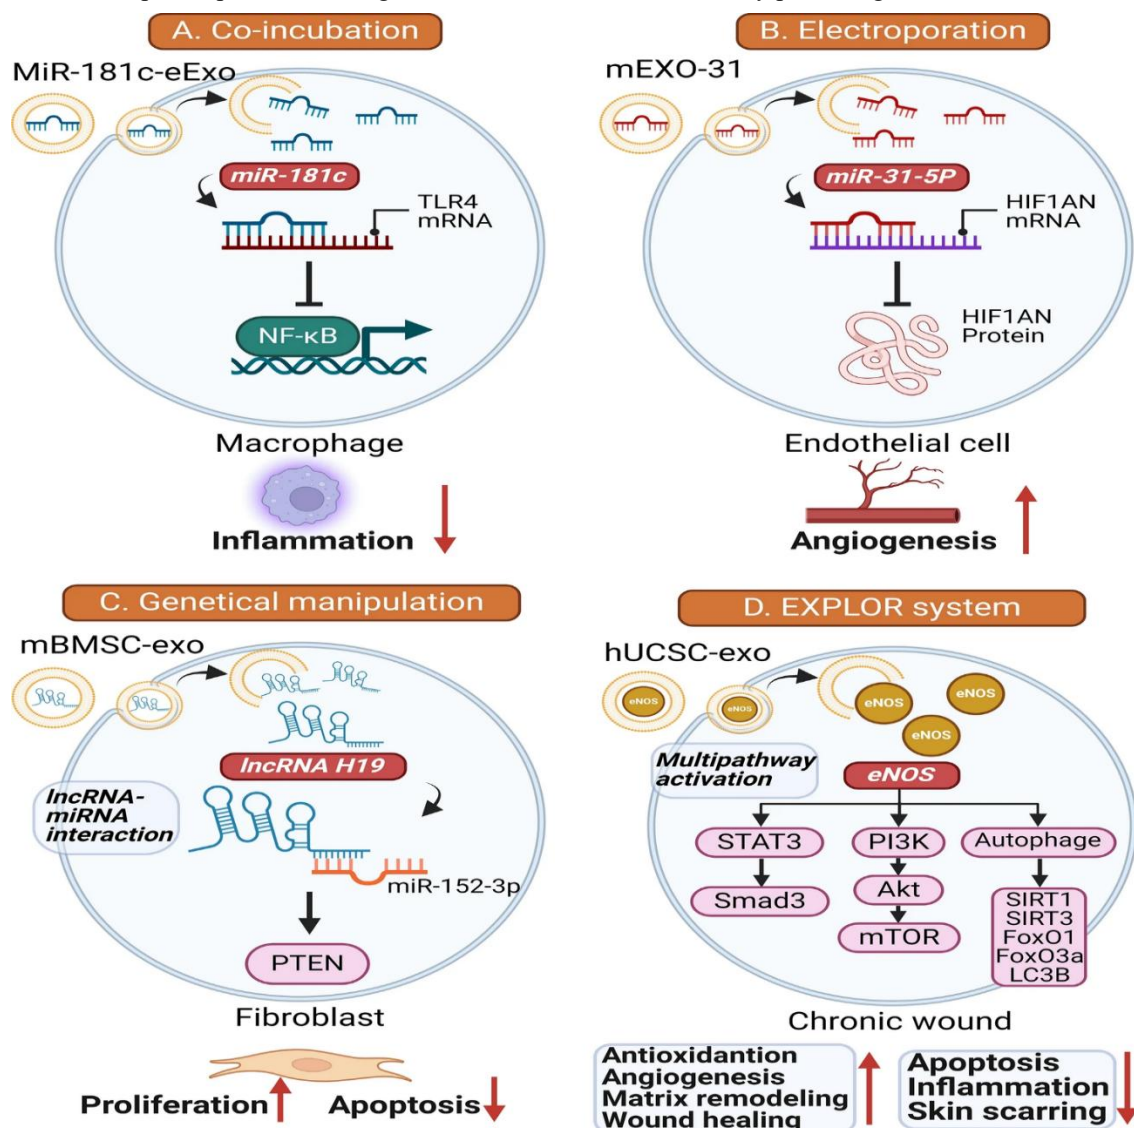 A. Co-incubation
MiR-181c-eExo
miR-181c
TLR4
mRNA
NF-κB
Macrophage
Inflammation
B. Electroporation
mEXO-31
miR-31-5P
HIF1AN
mRNA
HIF1AN
Protein
Endothelial cell
Angiogenesis
C. Genetical manipulation
mBMSC-exo
lncRNA H19
lncRNA-
miRNA
interaction
miR-152-3p
PTEN
Fibroblast
Proliferation Apoptosis
D. EXPLOR system
hUCSC-exo
eNOS
eNOS
eNOS
eNOS
eNOS
Multipathway
activation
eNOS
STAT3 PI3K Autophage
Smad3 Akt
mTOR
SIRT1
SIRT3
FoxO1
FoxO3a
LC3B
Chronic wound
Antioxidantion
Angiogenesis
Matrix remodeling
Wound healing
Apoptosis
Inflammation
Skin scarring